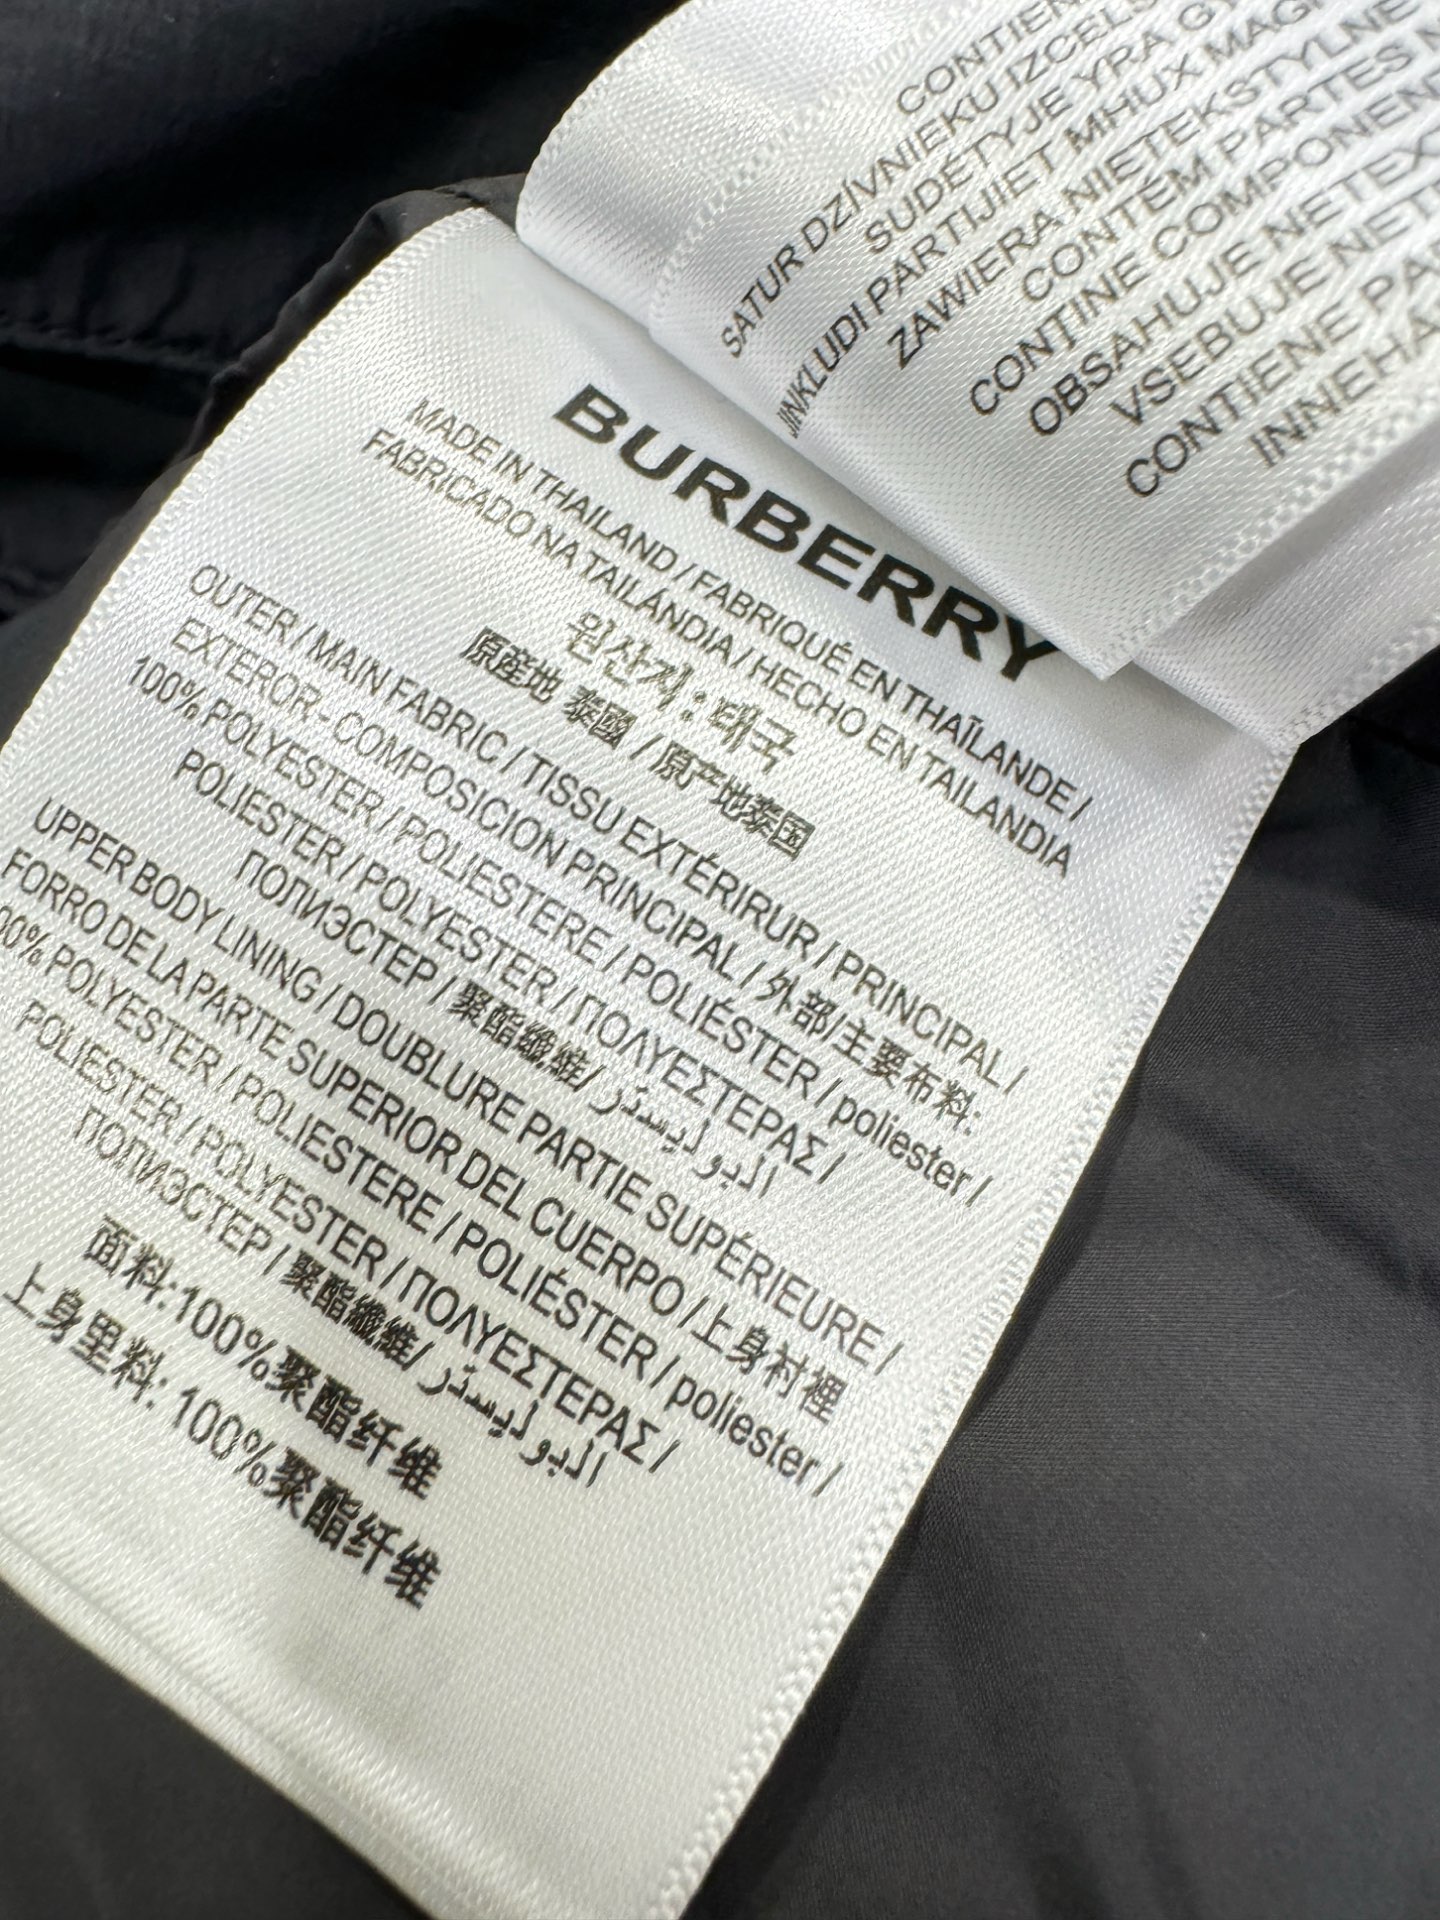 CONTIEN
SATUR DZĪVNIEKU IZCELS
SUDĖTYJE YRA
JINKLUDI PARTIJIET MHUX MAG
ZAWIERA NIETEKSTYLNE
CONTÉM PARTES
CONTINE COMPONEN
OBSAHUJE NETEX
VSEBUJE NET
CONTIENE PA
INNEHÅ
BURBERRY
MADE IN THAILAND / FABRIQUÉ EN THAÏLANDE /
FABRICADO NA TAILÁNDIA / HECHO EN TAILANDIA
원산지 : 태국
原産地 泰國 / 原产地泰国
OUTER / MAIN FABRIC / TISSU EXTÉRIRUR / PRINCIPAL /
EXTEROR- COMPOSICION PRINCIPAL / 外部/主要布料:
100% POLYESTER / POLIESTERE / POLIÉSTER / poliester /
POLIESTER / POLYESTER / ΠΟΛΥΕΣΤΕΡΑΣ /
ПОЛИЭСТЕР / 聚酯纖維/ البوليستر
UPPER BODY LINING / DOUBLURE PARTIE SUPÉRIEURE /
FORRO DE LA PARTE SUPERIOR DEL CUERPO / 上身衬裡
00% POLYESTER / POLIESTERE / POLIÉSTER / poliester /
POLIESTER / POLYESTER / ΠΟΛΥΕΣΤΕΡΑΣ /
ПОЛИЭСТЕР / 聚酯纖維/ البوليستر
面料:100%聚酯纤维
上身里料: 100%聚酯纤维